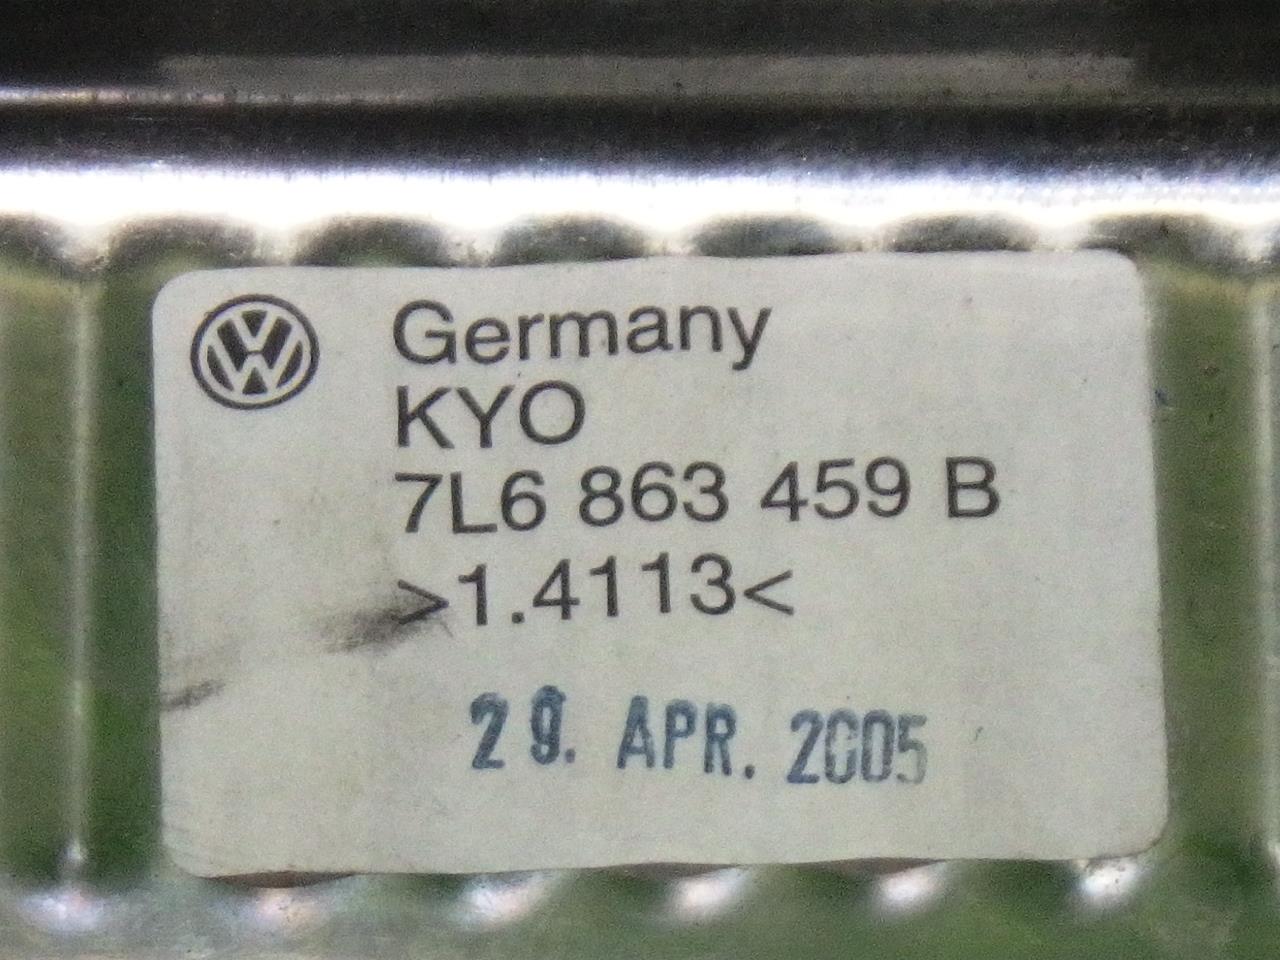 Germany
KYO
7L6 863 459 B
>1.4113<
29. APR. 2005